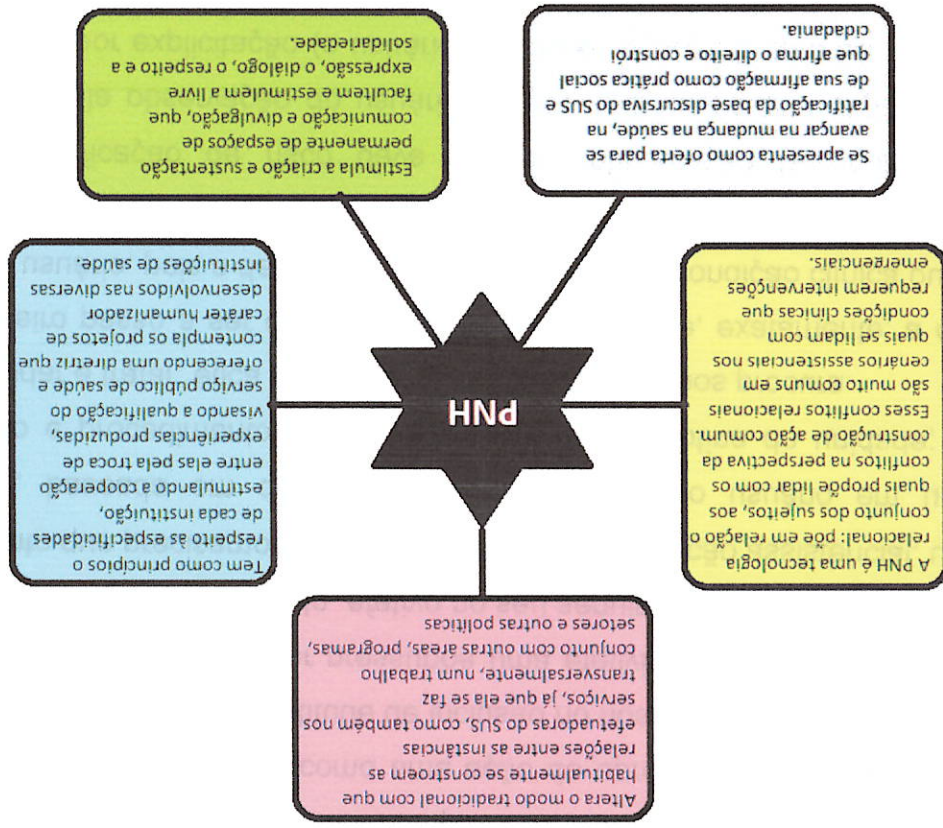 Altera o modo tradicional com que
habitualmente se constroem as
relações entre as instâncias
efetuadoras do SUS, como também nos
serviços, já que ela se faz
transversalmente, num trabalho
conjunto com outras áreas, programas,
setores e outras políticas
A PNH é uma tecnologia
relacional: põe em relação o
conjunto dos sujeitos, aos
quais propõe lidar com os
conflitos na perspectiva da
construção de ação comum.
Esses conflitos relacionais
são muito comuns em
cenários assistenciais nos
quais se lidam com
condições clínicas que
requerem intervenções
emergenciais.
PNH
Tem como princípios o
respeito às especificidades
de cada instituição,
estimulando a cooperação
entre elas pela troca de
experiências produzidas,
visando a qualificação do
serviço público de saúde e
oferecendo uma diretriz que
contempla os projetos de
caráter humanizador
desenvolvidos nas diversas
instituições de saúde.
Se apresenta como oferta para se
avançar na mudança na saúde, na
ratificação da base discursiva do SUS e
de sua afirmação como prática social
que afirma o direito e constrói
cidadania.
Estimula a criação e sustentação
permanente de espaços de
comunicação e divulgação, que
facultem e estimulem a livre
expressão, o diálogo, o respeito e a
solidariedade.